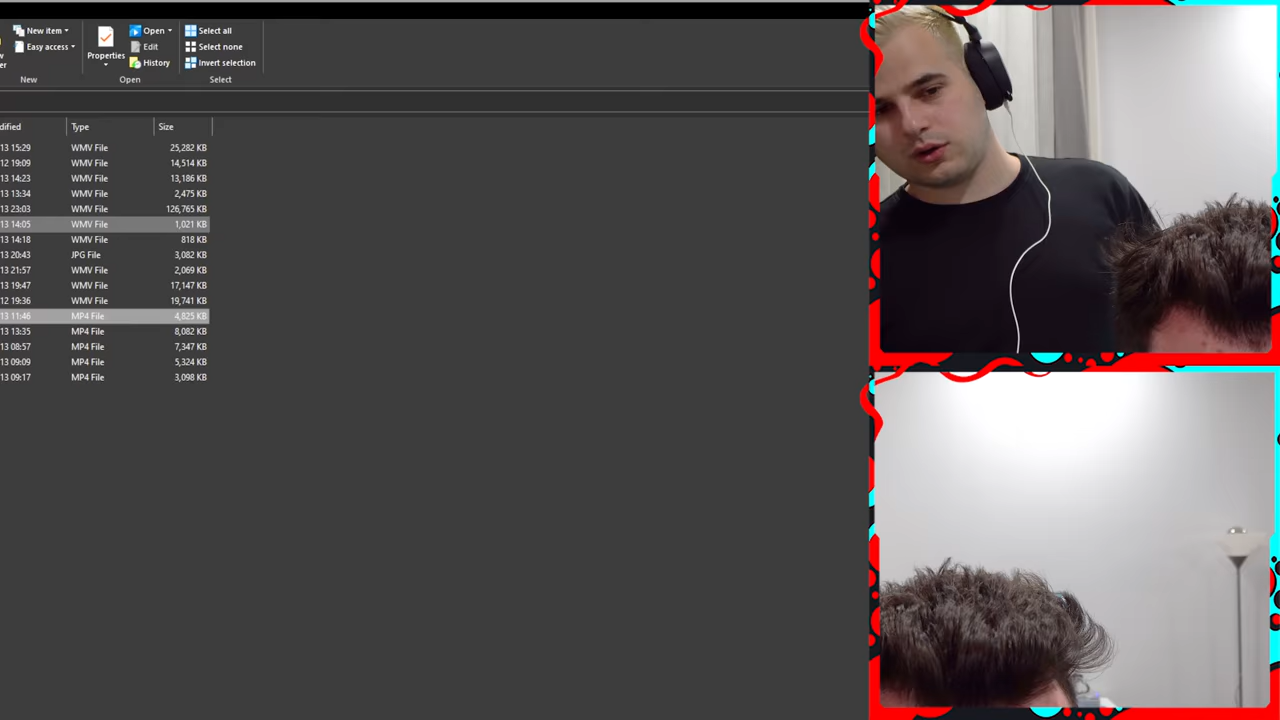 New item
Easy access
Properties
Open
Edit
History
Select all
Select none
Invert selection
New
Open
Select
Type Size
13 15:29 WMV File 25,282 KB
12 19:09 WMV File 14,514 KB
13 14:23 WMV File 13,186 KB
13 13:34 WMV File 2,475 KB
13 23:03 WMV File 126,765 KB
13 14:05 WMV File 1,021 KB
13 14:18 WMV File 818 KB
13 20:43 JPG File 3,082 KB
13 21:57 WMV File 2,069 KB
13 19:47 WMV File 17,147 KB
12 19:36 WMV File 19,741 KB
13 11:46 MP4 File 4,825 KB
13 13:35 MP4 File 8,082 KB
13 08:57 MP4 File 7,347 KB
13 09:09 MP4 File 5,324 KB
13 09:17 MP4 File 3,098 KB